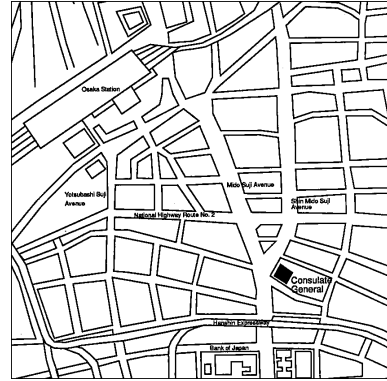 Osaka Station
Yotsubashi Suji
Avenue
Mido Suji Avenue
Shin Mido Suji
Avenue
National Highway Route No. 2
Consulate
General
Hanshin Expressway
Bank of Japan